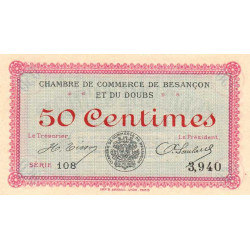 CHAMBRE DE COMMERCE DE BESANÇON
ET DU DOUBS
50 CENTIMES
Le Trésorier, Le Président,
SÉRIE 108 3,940